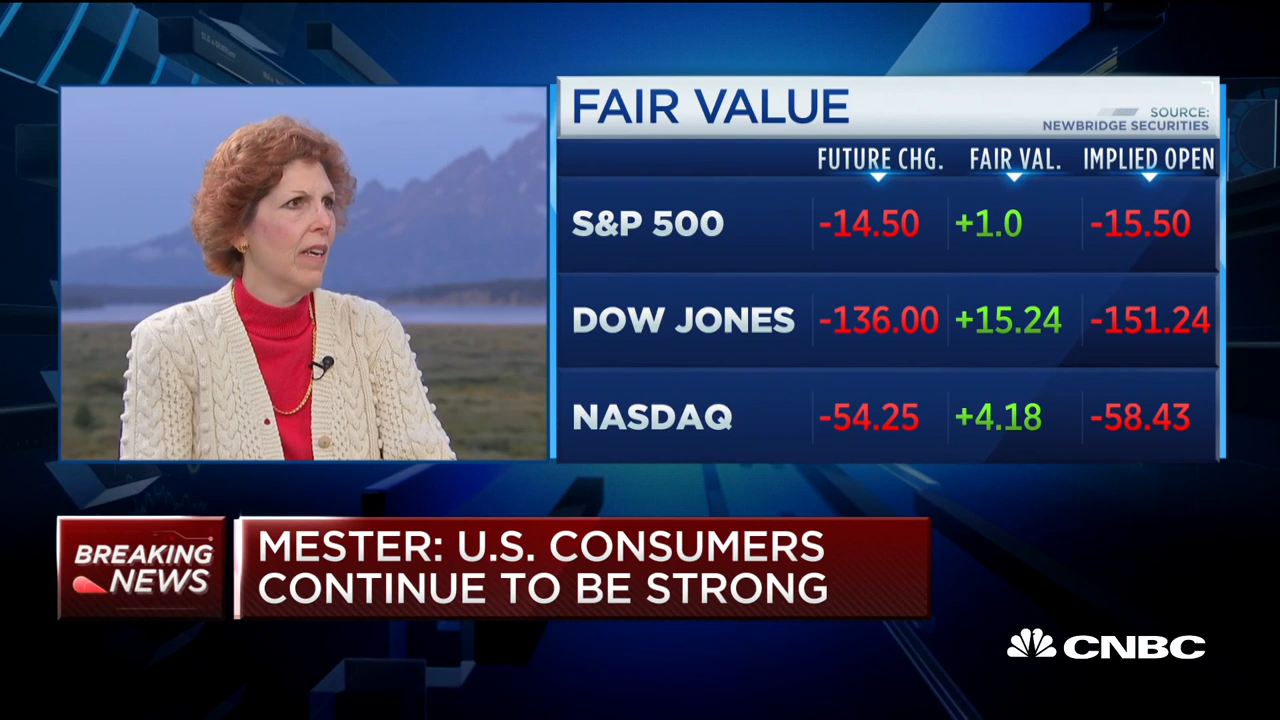 FAIR VALUE
SOURCE:
NEWBRIDGE SECURITIES
FUTURE CHG. FAIR VAL. IMPLIED OPEN
S&P 500 -14.50 +1.0 -15.50
DOW JONES -136.00 +15.24 -151.24
NASDAQ -54.25 +4.18 -58.43
BREAKING
NEWS
MESTER: U.S. CONSUMERS
CONTINUE TO BE STRONG
CNBC